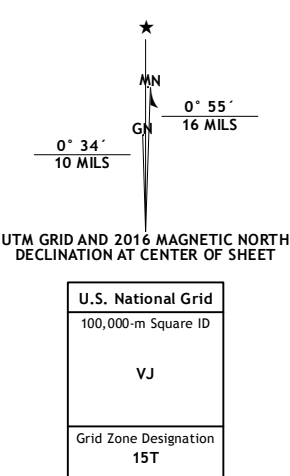 ★
MN
0° 55´
16 MILS
GN
0° 34´
10 MILS
UTM GRID AND 2016 MAGNETIC NORTH
DECLINATION AT CENTER OF SHEET
U.S. National Grid
100,000-m Square ID
VJ
Grid Zone Designation
15T